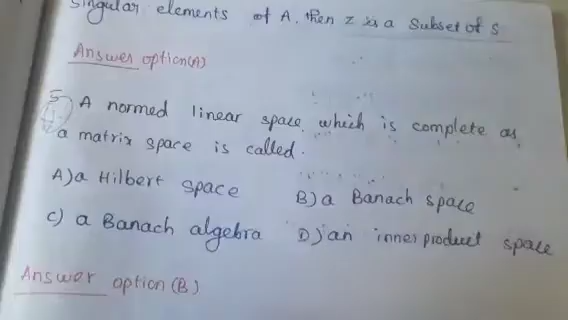 Singular elements of A. then z is a Subset of S
Answer option(A)
5) A normed linear space, which is complete as
a matrix space is called.
A) a Hilbert space B) a Banach space
C) a Banach algebra D) an inner product space
Answer option (B)